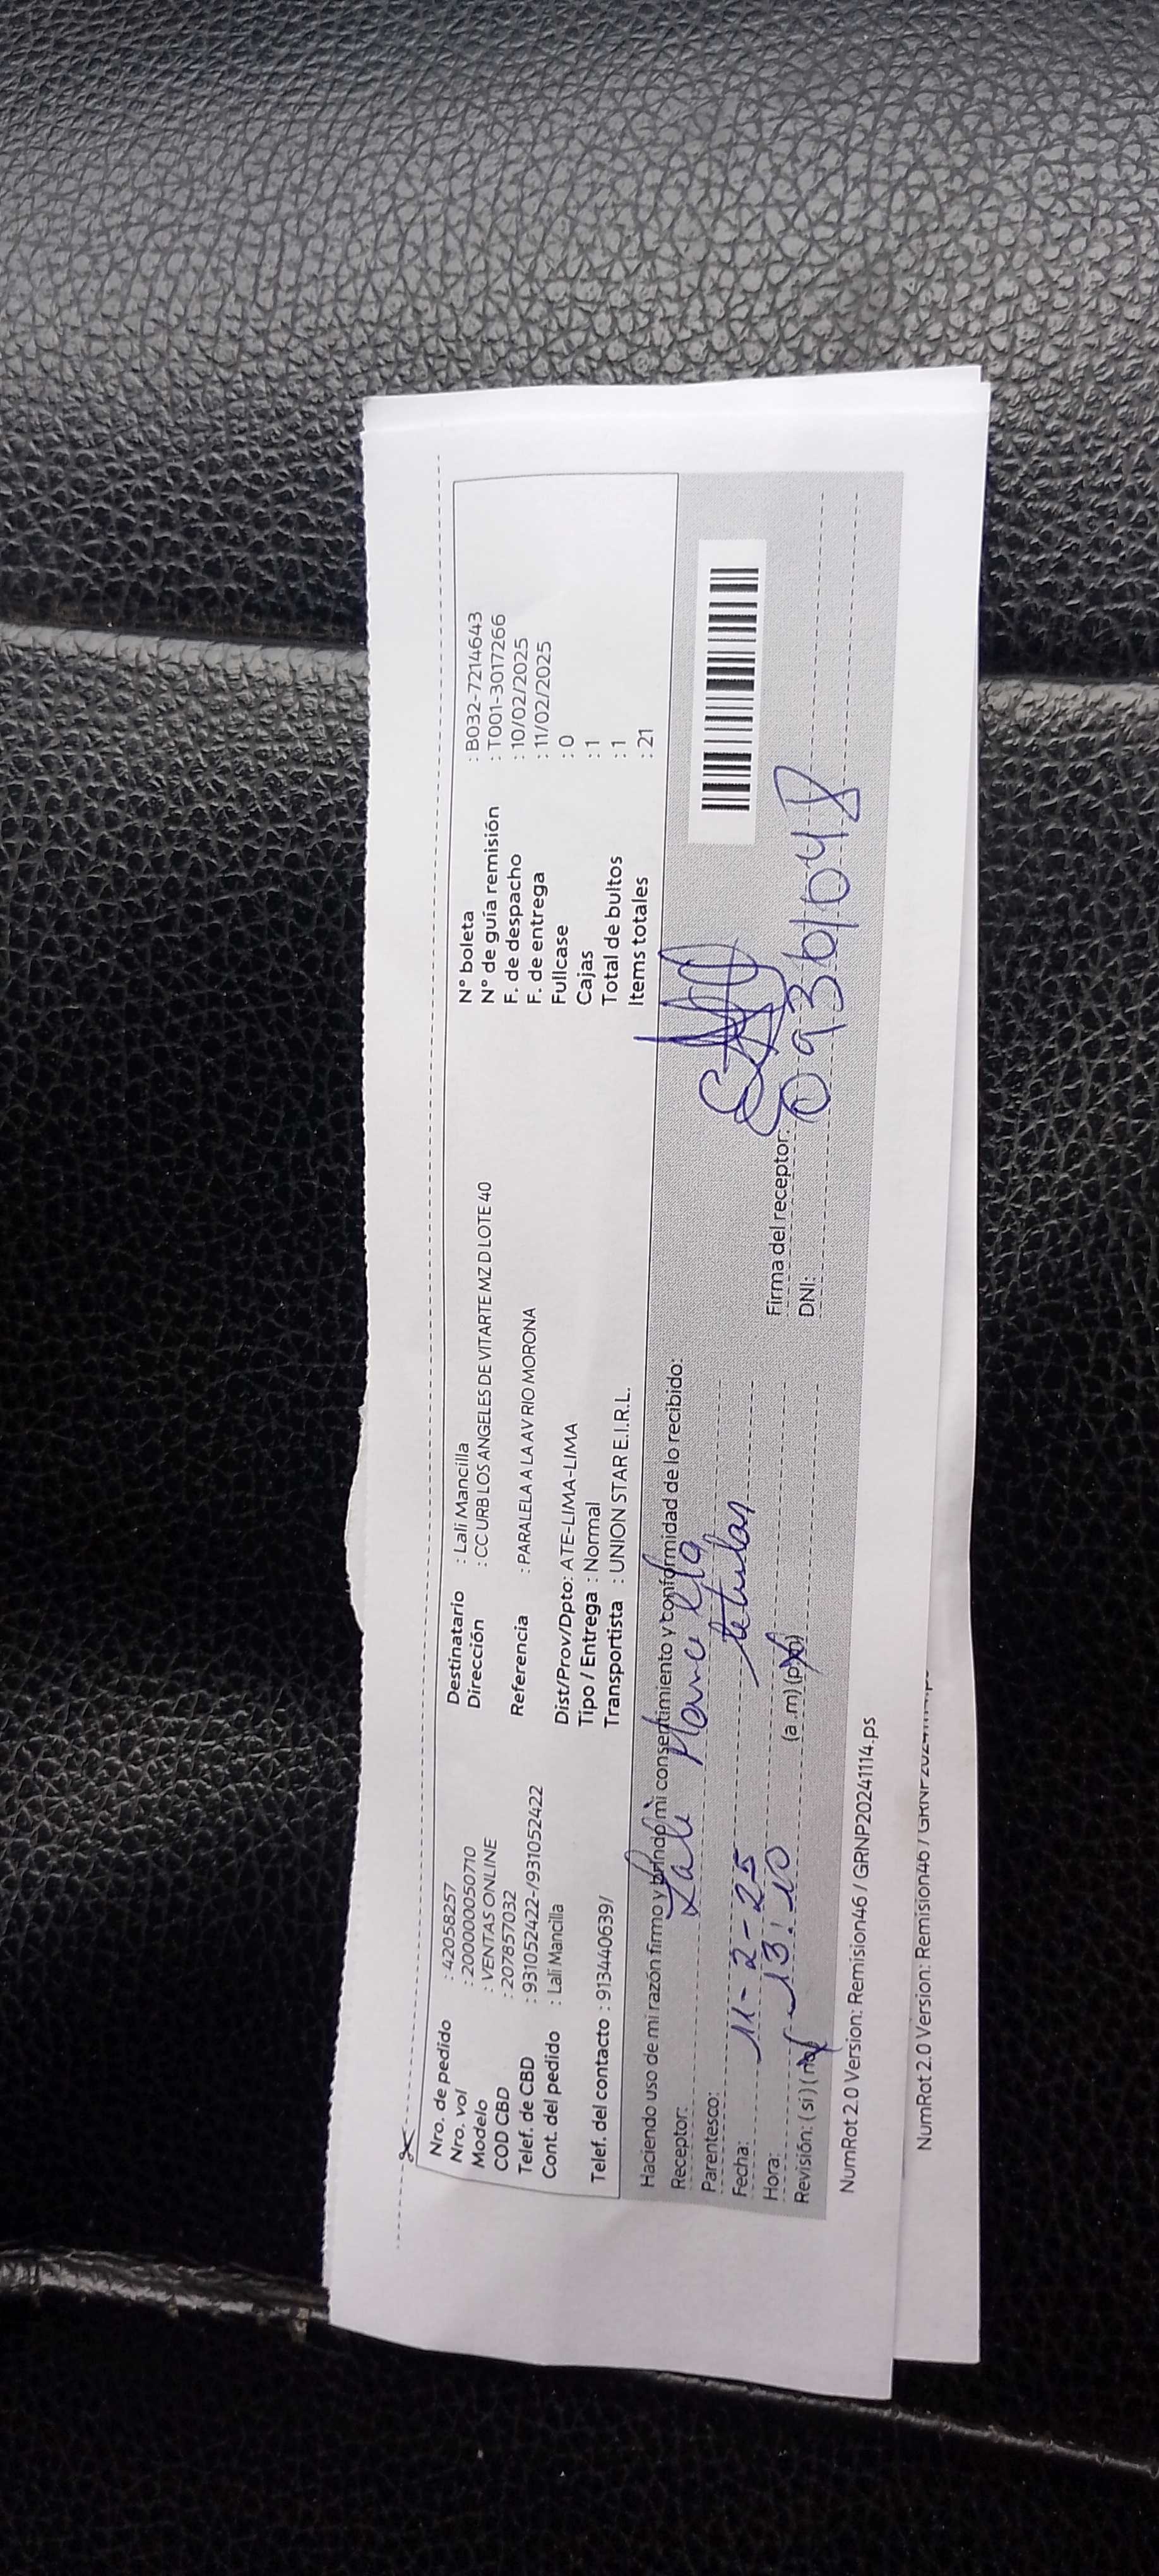 Nro. de pedido : 42058257
Nro. vol : 200000050710
Modelo : VENTAS ONLINE
COD CBD : 207857032
Telef. de CBD : 931052422-/931052422
Cont. del pedido : Lali Mancilla
Telef. del contacto : 913440639/
Destinatario : Lali Mancilla
Dirección : CC URB LOS ANGELES DE VITARTE MZ D LOTE 40
Referencia : PARALELA A LA AV RIO MORONA
Dist/Prov/Dpto: ATE-LIMA-LIMA
Tipo / Entrega : Normal
Transportista : UNION STAR E.I.R.L.
N° boleta : B032-7214643
N° de guía remisión : T001-3017266
F. de despacho : 10/02/2025
F. de entrega : 11/02/2025
Fullcase : 0
Cajas : 1
Total de bultos : 1
Items totales : 21
Haciendo uso de mi razón firmo y brindo mi consentimiento y conformidad de lo recibido:
Receptor: Lali Mancilla
Parentesco: titular
Fecha: 11-2-25
Hora: 13:10 (a .m) (p.m)
Revisión: ( si ) ( no )
Firma del receptor:
DNI: 09361048
NumRot 2.0 Version: Remision46 / GRNP20241114.ps
NumRot 2.0 Version: Remision46 / GRNP20241114.ps